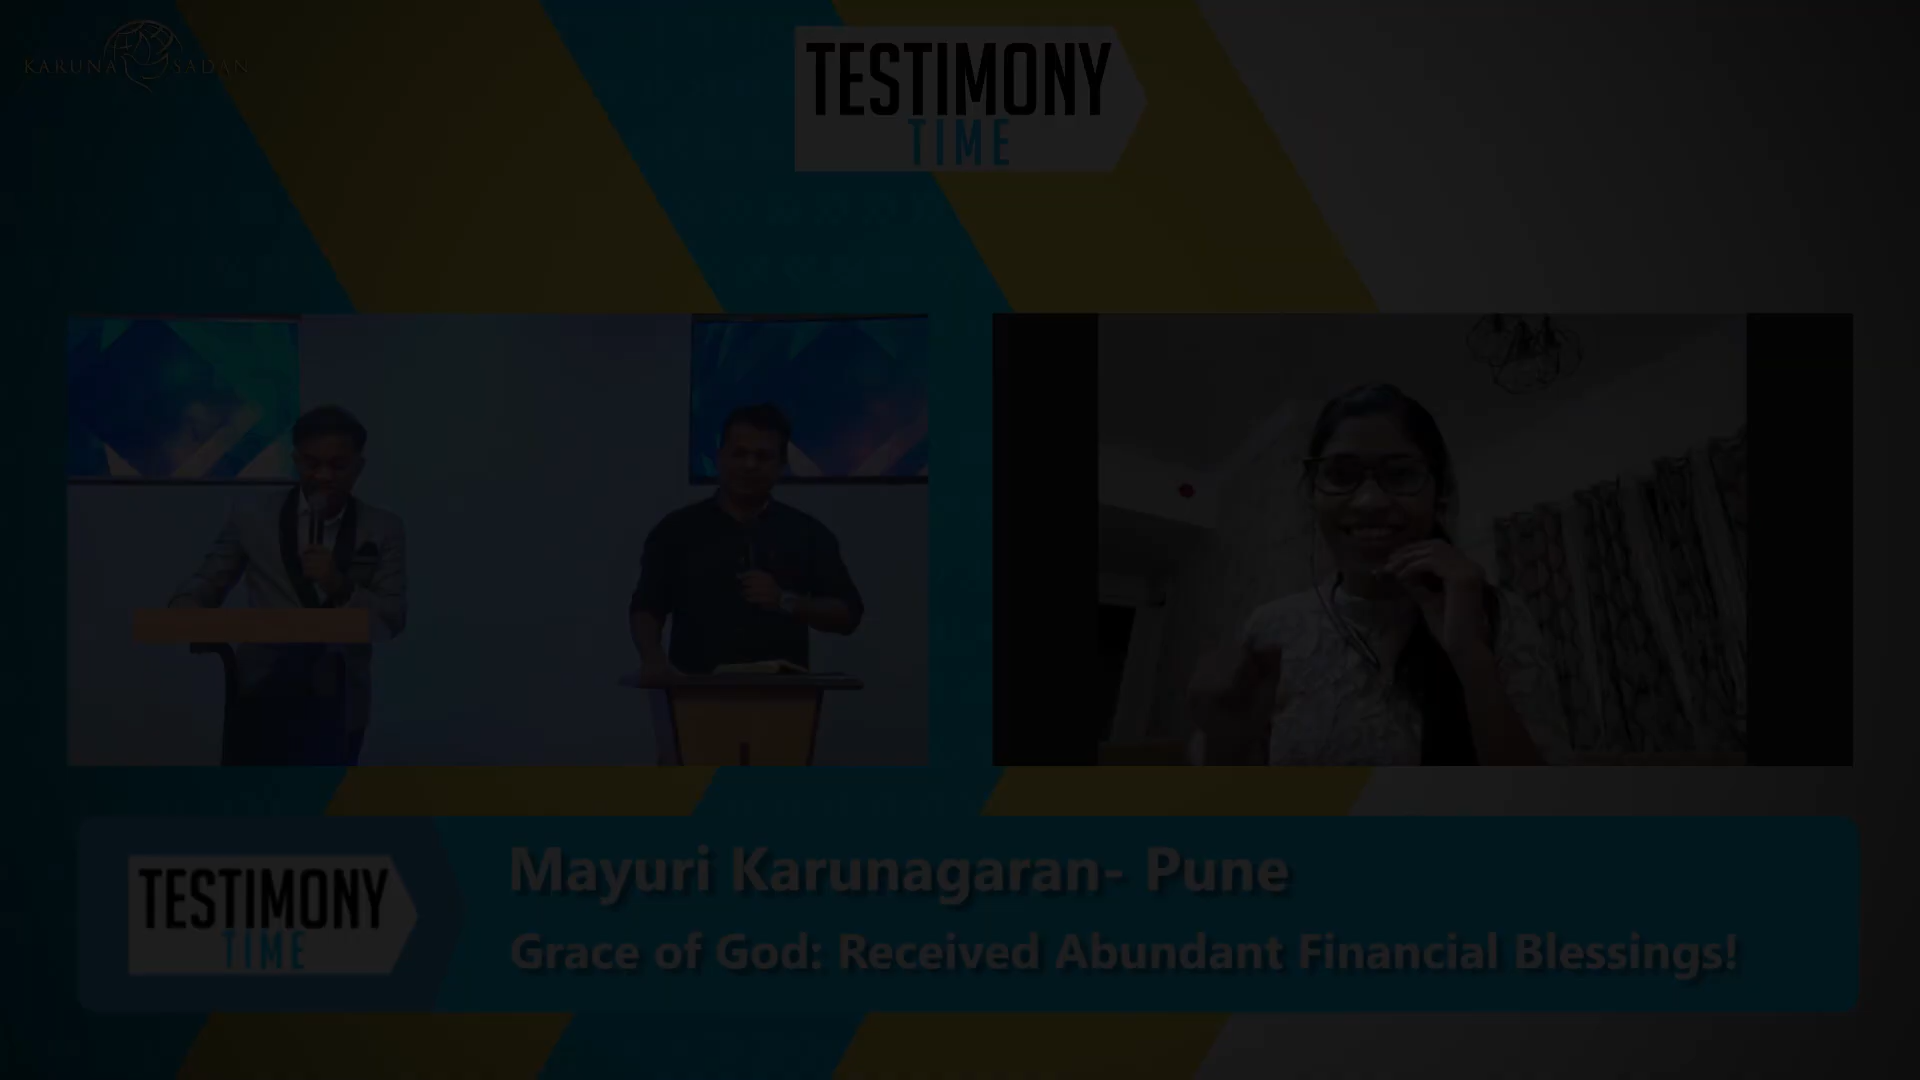 KARUNA SADAN
TESTIMONY
TIME
TESTIMONY
TIME
Mayuri Karunagaran- Pune
Grace of God: Received Abundant Financial Blessings!